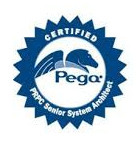 CERTIFIED
Pega
PRPC Senior System Architect